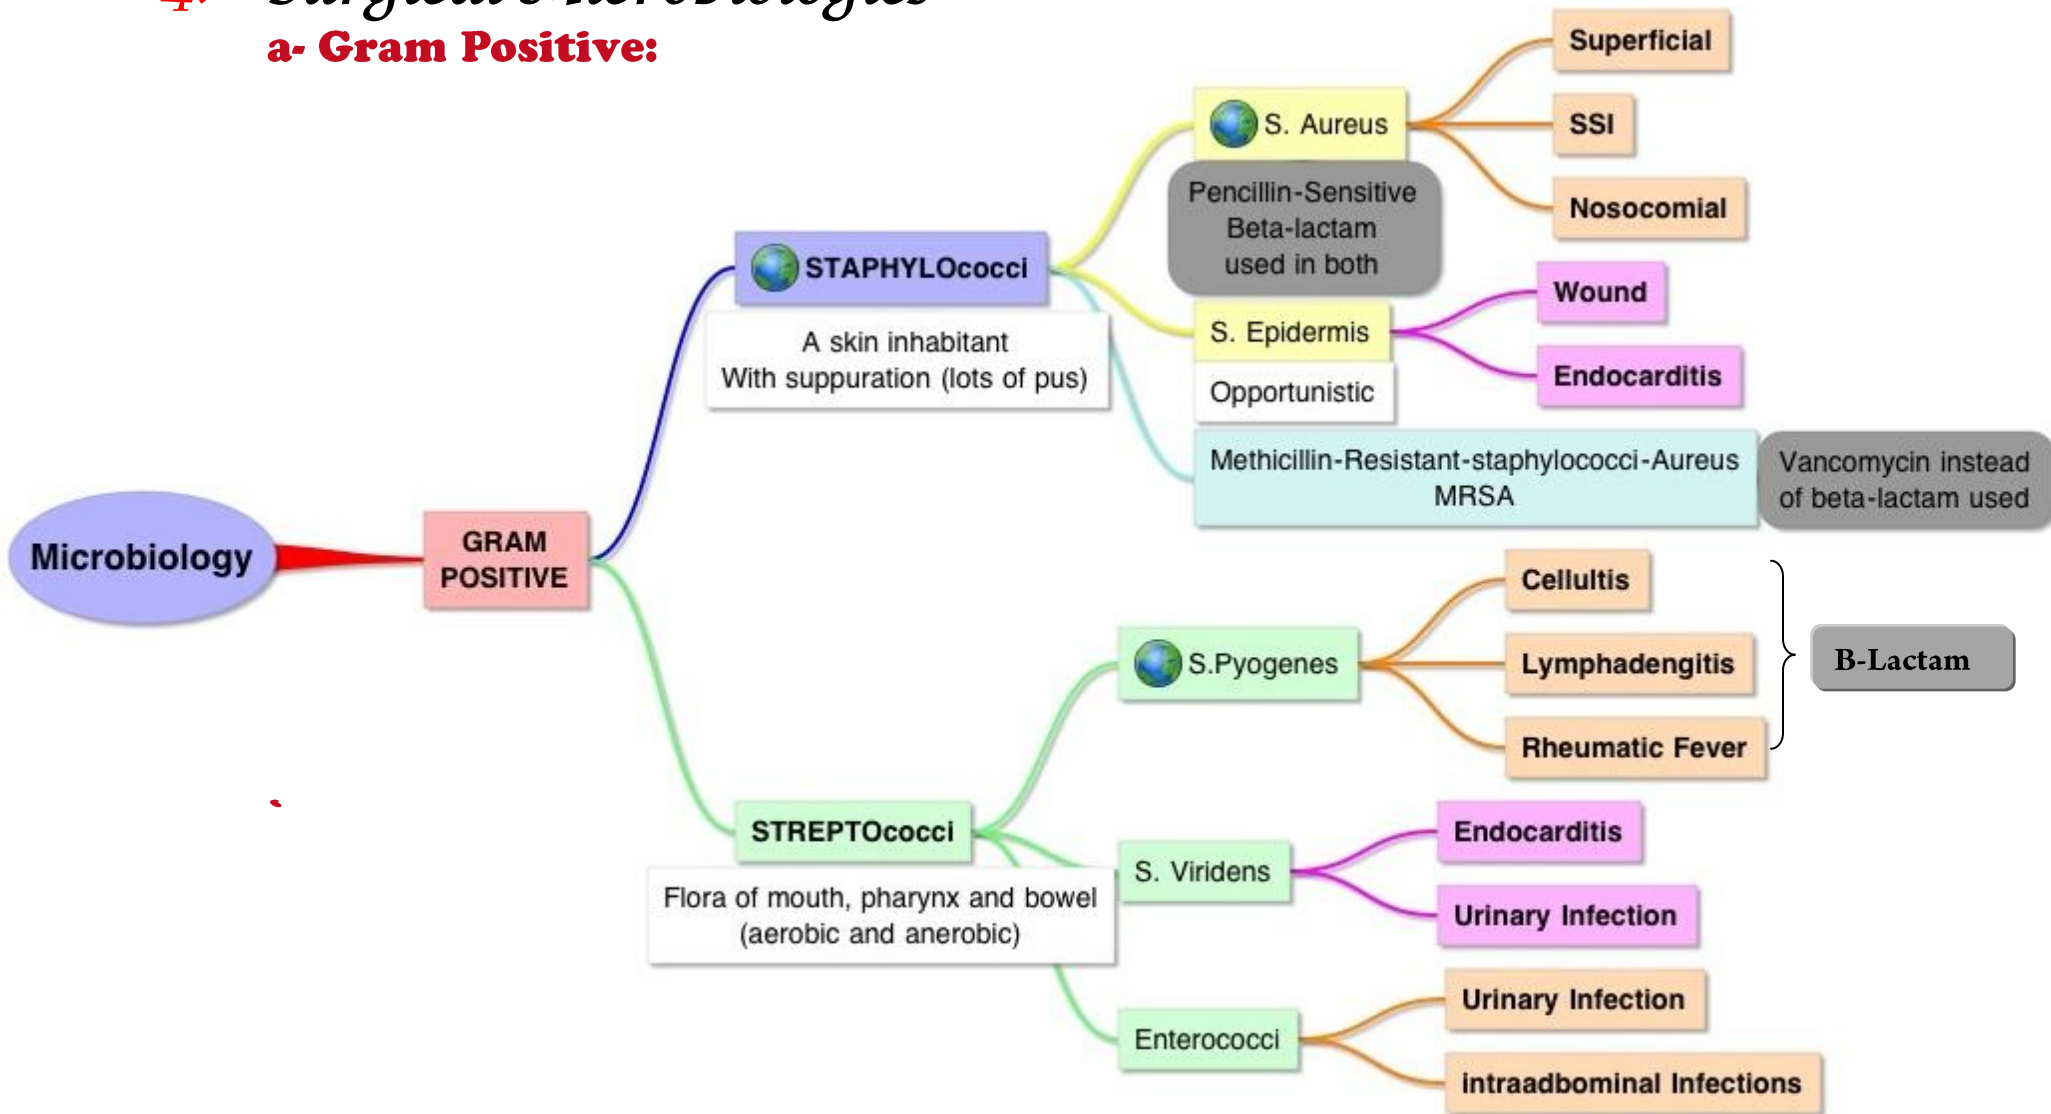 4. Surgical Microbiologies
a- Gram Positive:
Microbiology
GRAM
POSITIVE
STAPHYLOcocci
A skin inhabitant
With suppuration (lots of pus)
S. Aureus
Pencillin-Sensitive
Beta-lactam
used in both
Superficial
SSI
Nosocomial
S. Epidermis
Opportunistic
Wound
Endocarditis
Methicillin-Resistant-staphylococci-Aureus
MRSA
Vancomycin instead
of beta-lactam used
STREPTOcocci
Flora of mouth, pharynx and bowel
(aerobic and anerobic)
S.Pyogenes
Cellultis
Lymphadengitis
Rheumatic Fever
B-Lactam
S. Viridens
Endocarditis
Urinary Infection
Enterococci
Urinary Infection
intraadbominal Infections